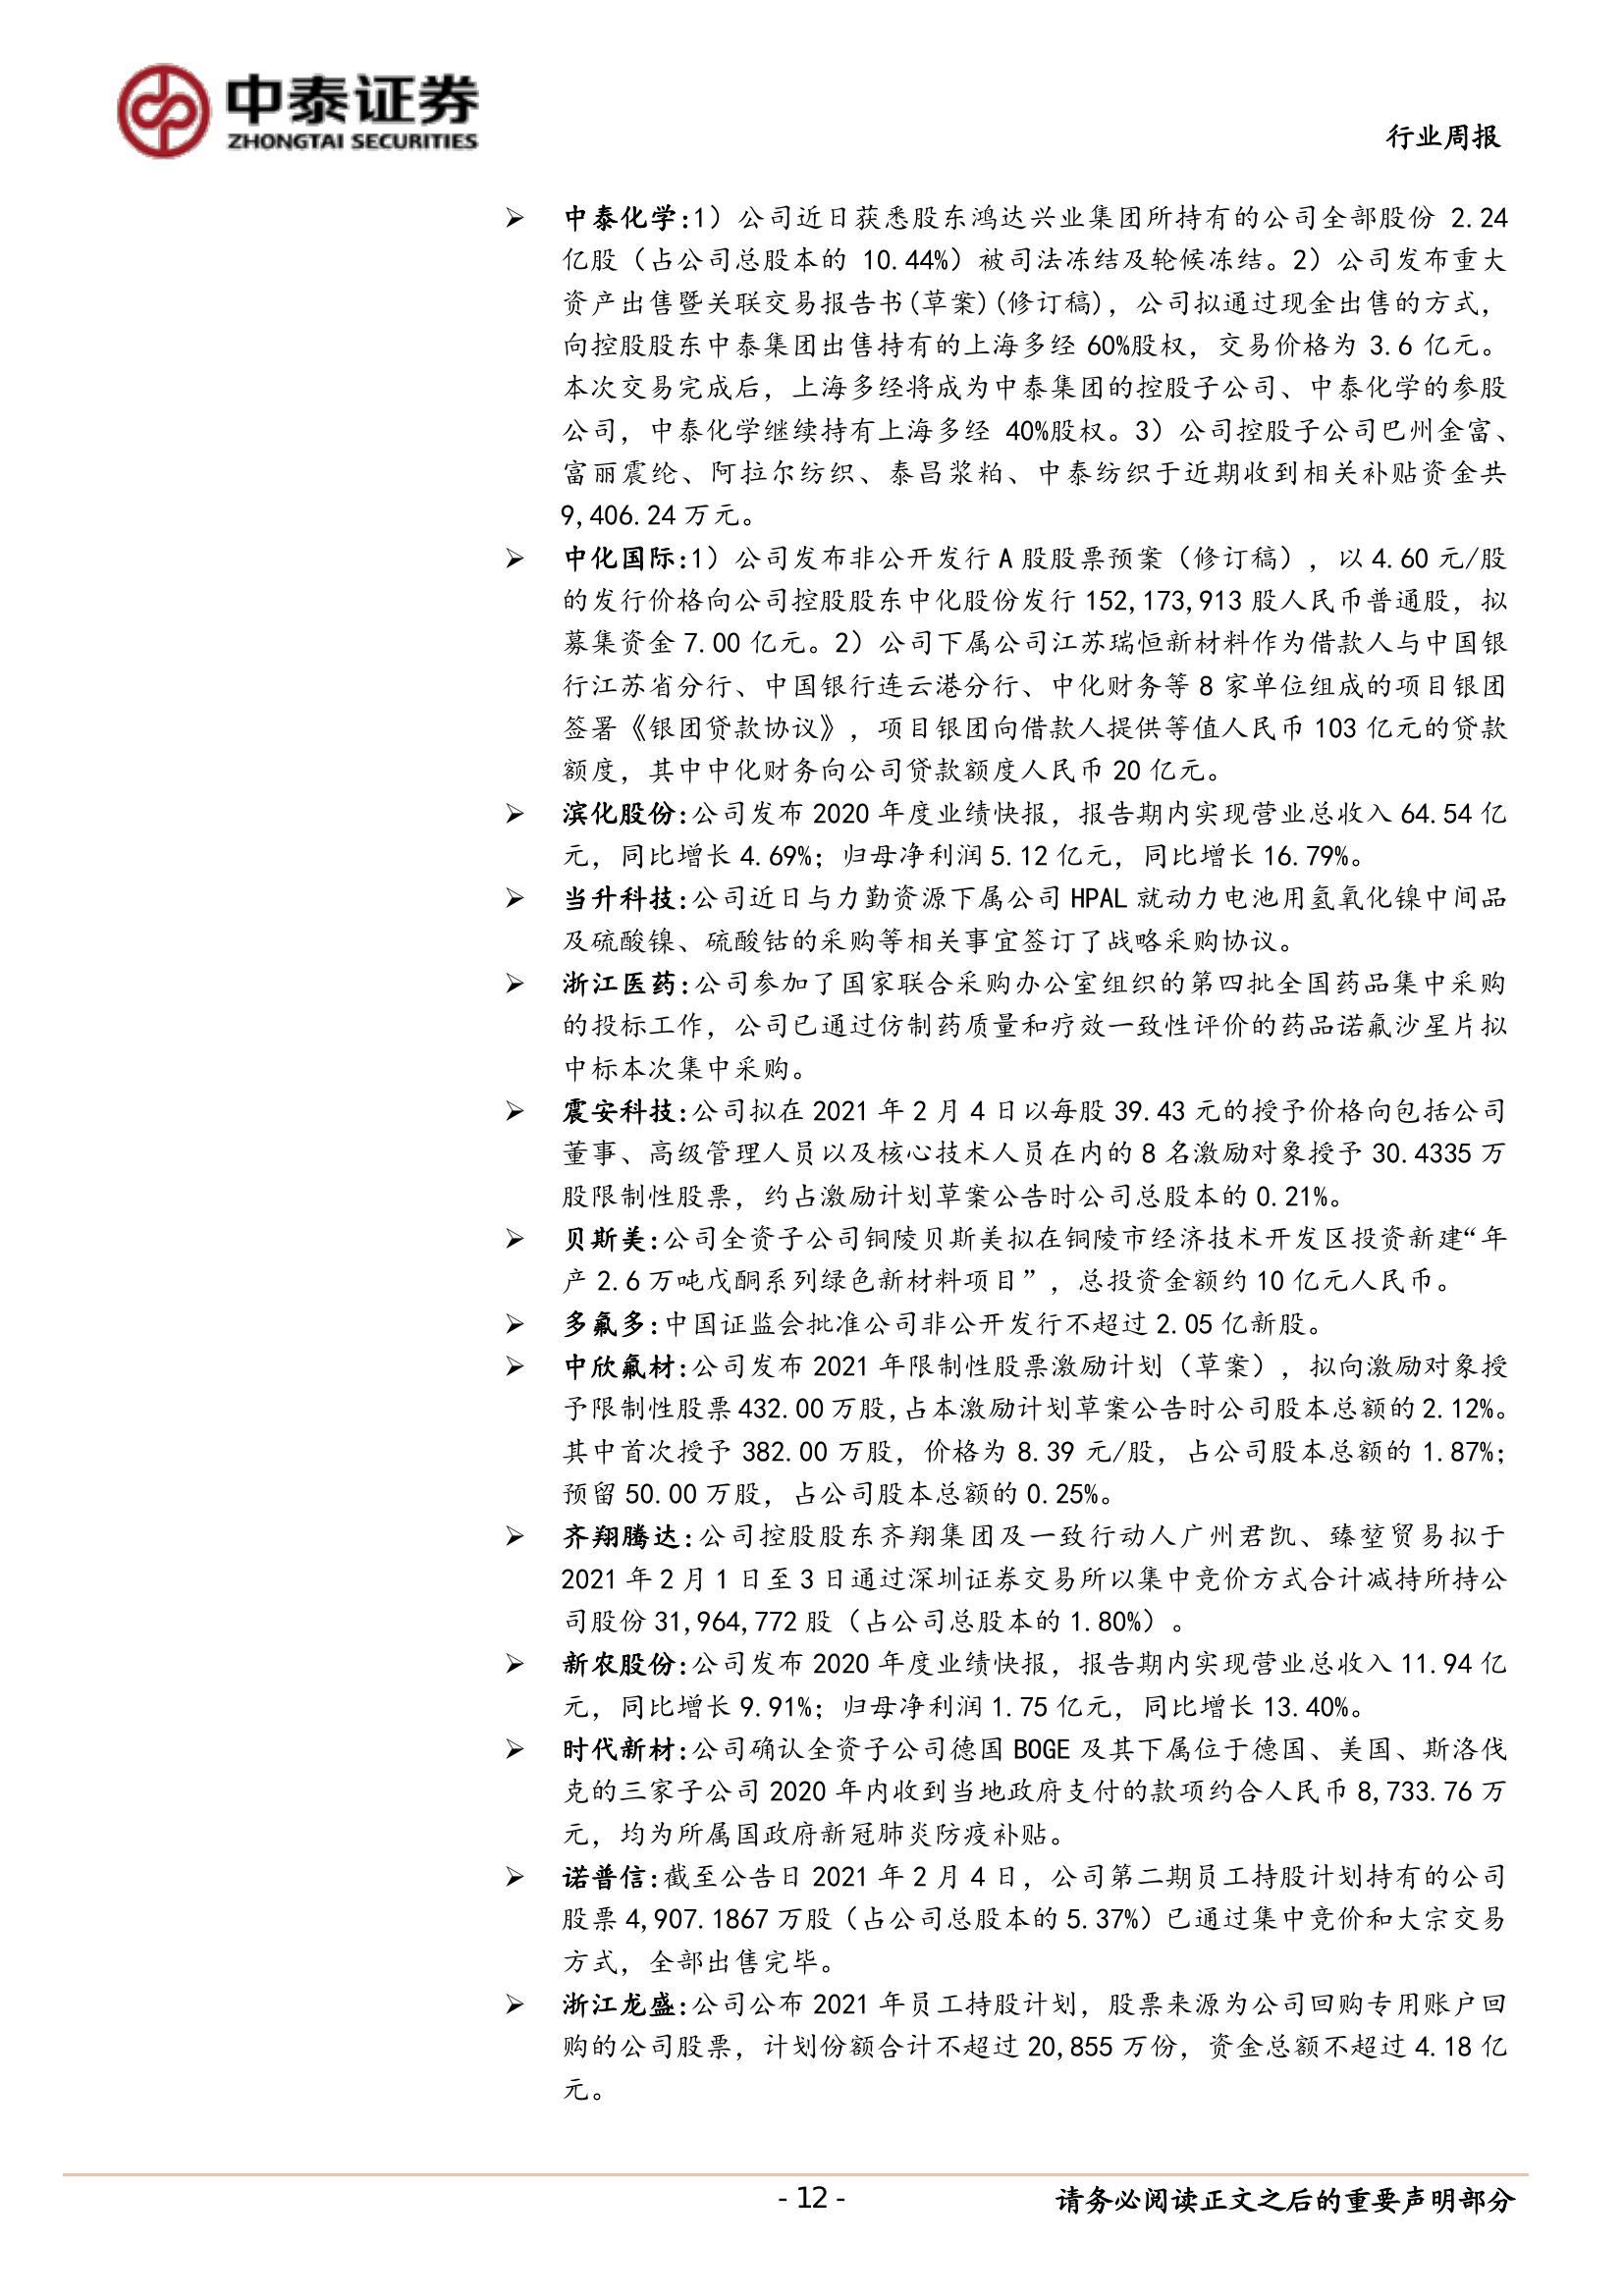 中泰证券
ZHONGTAI SECURITIES
行业周报
➢ 中泰化学:1）公司近日获悉股东鸿达兴业集团所持有的公司全部股份 2.24
亿股（占公司总股本的 10.44%）被司法冻结及轮候冻结。2）公司发布重大
资产出售暨关联交易报告书(草案)(修订稿)，公司拟通过现金出售的方式，
向控股股东中泰集团出售持有的上海多经 60%股权，交易价格为 3.6 亿元。
本次交易完成后，上海多经将成为中泰集团的控股子公司、中泰化学的参股
公司，中泰化学继续持有上海多经 40%股权。3）公司控股子公司巴州金富、
富丽震纶、阿拉尔纺织、泰昌浆粕、中泰纺织于近期收到相关补贴资金共
9,406.24 万元。
➢ 中化国际:1）公司发布非公开发行 A 股股票预案（修订稿），以 4.60 元/股
的发行价格向公司控股股东中化股份发行 152,173,913 股人民币普通股，拟
募集资金 7.00 亿元。2）公司下属公司江苏瑞恒新材料作为借款人与中国银
行江苏省分行、中国银行连云港分行、中化财务等 8 家单位组成的项目银团
签署《银团贷款协议》，项目银团向借款人提供等值人民币 103 亿元的贷款
额度，其中中化财务向公司贷款额度人民币 20 亿元。
➢ 滨化股份:公司发布 2020 年度业绩快报，报告期内实现营业总收入 64.54 亿
元，同比增长 4.69%；归母净利润 5.12 亿元，同比增长 16.79%。
➢ 当升科技:公司近日与力勤资源下属公司 HPAL 就动力电池用氢氧化镍中间品
及硫酸镍、硫酸钴的采购等相关事宜签订了战略采购协议。
➢ 浙江医药:公司参加了国家联合采购办公室组织的第四批全国药品集中采购
的投标工作，公司已通过仿制药质量和疗效一致性评价的药品诺氟沙星片拟
中标本次集中采购。
➢ 震安科技:公司拟在 2021 年 2 月 4 日以每股 39.43 元的授予价格向包括公司
董事、高级管理人员以及核心技术人员在内的 8 名激励对象授予 30.4335 万
股限制性股票，约占激励计划草案公告时公司总股本的 0.21%。
➢ 贝斯美:公司全资子公司铜陵贝斯美拟在铜陵市经济技术开发区投资新建“年
产 2.6 万吨戊酮系列绿色新材料项目”，总投资金额约 10 亿元人民币。
➢ 多氟多:中国证监会批准公司非公开发行不超过 2.05 亿新股。
➢ 中欣氟材:公司发布 2021 年限制性股票激励计划（草案），拟向激励对象授
予限制性股票 432.00 万股,占本激励计划草案公告时公司股本总额的 2.12%。
其中首次授予 382.00 万股，价格为 8.39 元/股，占公司股本总额的 1.87%；
预留 50.00 万股，占公司股本总额的 0.25%。
➢ 齐翔腾达:公司控股股东齐翔集团及一致行动人广州君凯、臻堃贸易拟于
2021 年 2 月 1 日至 3 日通过深圳证券交易所以集中竞价方式合计减持所持公
司股份 31,964,772 股（占公司总股本的 1.80%）。
➢ 新农股份:公司发布 2020 年度业绩快报，报告期内实现营业总收入 11.94 亿
元，同比增长 9.91%；归母净利润 1.75 亿元，同比增长 13.40%。
➢ 时代新材:公司确认全资子公司德国 BOGE 及其下属位于德国、美国、斯洛伐
克的三家子公司 2020 年内收到当地政府支付的款项约合人民币 8,733.76 万
元，均为所属国政府新冠肺炎防疫补贴。
➢ 诺普信:截至公告日 2021 年 2 月 4 日，公司第二期员工持股计划持有的公司
股票 4,907.1867 万股（占公司总股本的 5.37%）已通过集中竞价和大宗交易
方式，全部出售完毕。
➢ 浙江龙盛:公司公布 2021 年员工持股计划，股票来源为公司回购专用账户回
购的公司股票，计划份额合计不超过 20,855 万份，资金总额不超过 4.18 亿
元。
- 12 -
请务必阅读正文之后的重要声明部分